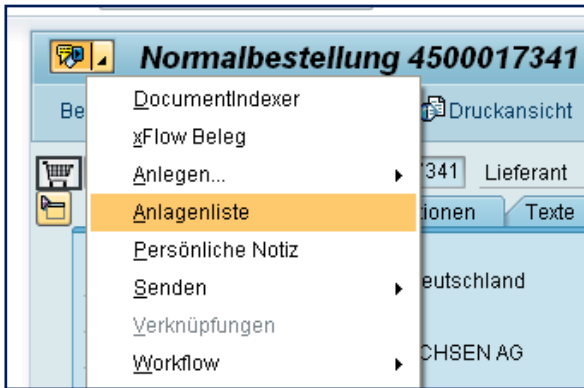 Normalbestellung 4500017341
Be
DocumentIndexer
Druckansicht
xFlow Beleg
Anlegen...
7341 Lieferant
Anlagenliste
ionen Texte
Persönliche Notiz
Senden
eutschland
Verknüpfungen
Workflow
CHSEN AG